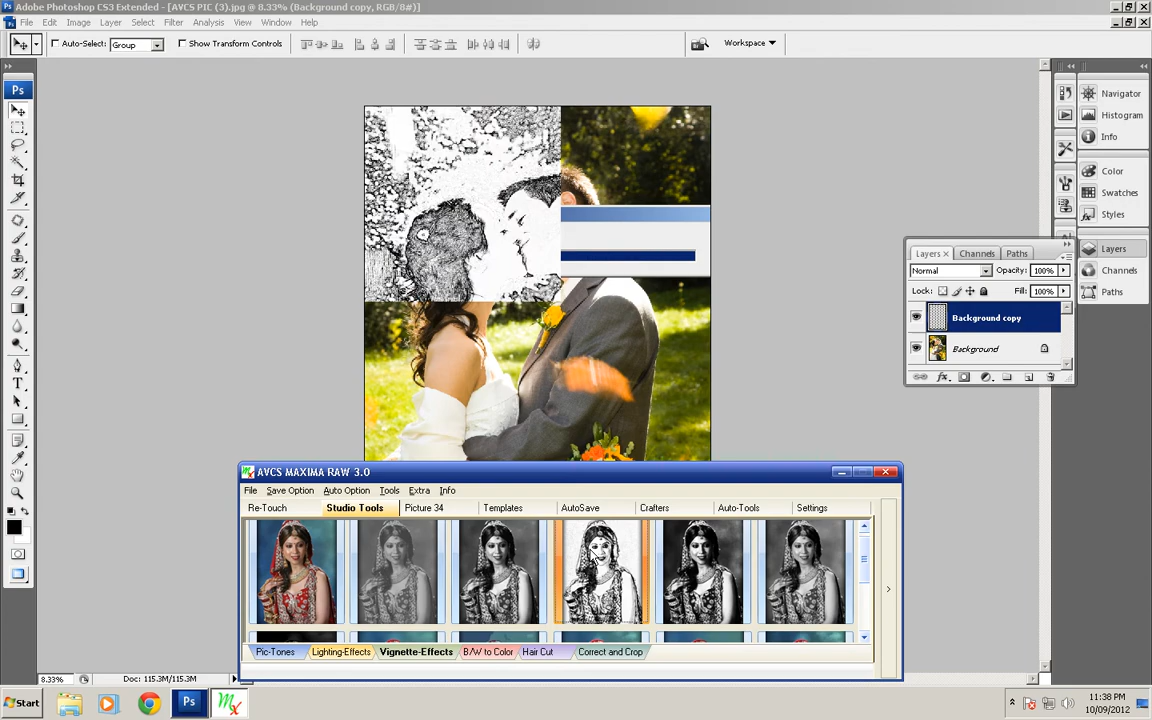 Adobe Photoshop CS3 Extended - [AVCS PIC (3).jpg @ 8.33% (Background copy, RGB/8#)]
File Edit Image Layer Select Filter Analysis View Window Help
Auto-Select: Group Show Transform Controls Workspace
Ps
Navigator
Histogram
Info
Color
Swatches
Styles
Layers
Channels
Paths
Layers Channels Paths
Normal Opacity: 100%
Lock: Fill: 100%
Background copy
Background
AVCS MAXIMA RAW 3.0
File Save Option Auto Option Tools Extra Info
Re-Touch Studio Tools Picture 34 Templates AutoSave Crafters Auto-Tools Settings
Pic-Tones Lighting-Effects Vignette-Effects B/W to Color Hair Cut Correct and Crop
8.33% Doc: 115.3M/115.3M
Start Ps 11:38 PM
10/09/2012